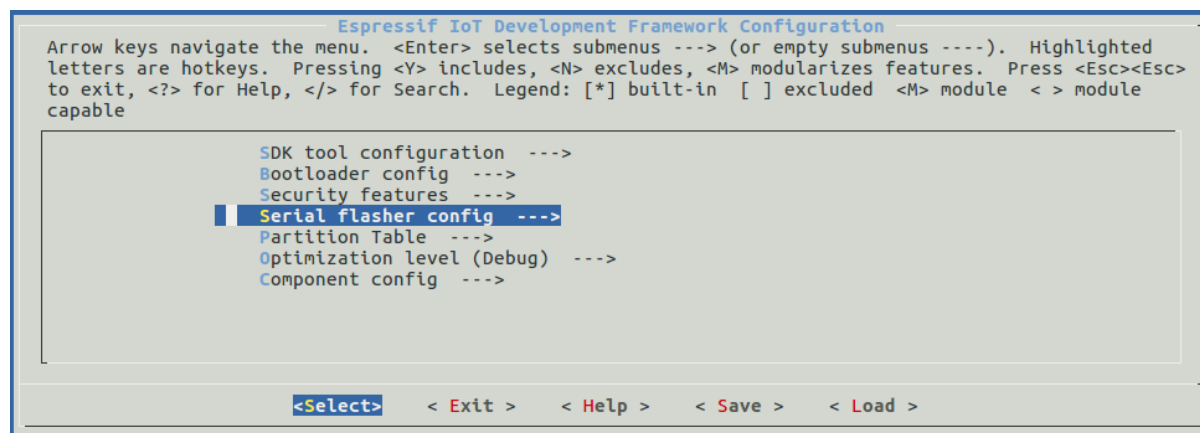 Espressif IoT Development Framework Configuration
Arrow keys navigate the menu.  <Enter> selects submenus ---> (or empty submenus ----).  Highlighted
letters are hotkeys.  Pressing <Y> includes, <N> excludes, <M> modularizes features.  Press <Esc><Esc>
to exit, <?> for Help, </> for Search.  Legend: [*] built-in  [ ] excluded  <M> module  < > module
capable
SDK tool configuration  --->
Bootloader config  --->
Security features  --->
Serial flasher config  --->
Partition Table  --->
Optimization level (Debug)  --->
Component config  --->
<Select>    < Exit >    < Help >    < Save >    < Load >